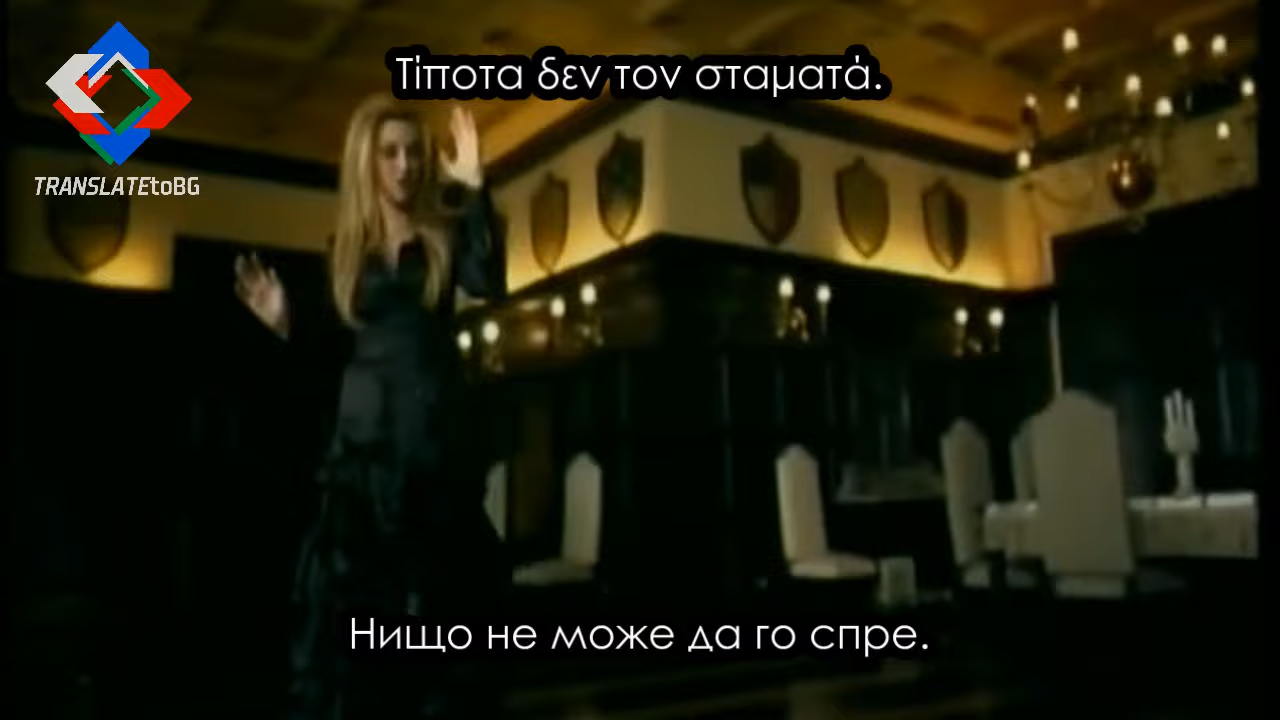 Τίποτα δεν τον σταματά.
TRANSLATEtoBG
Нищо не може да го спре.